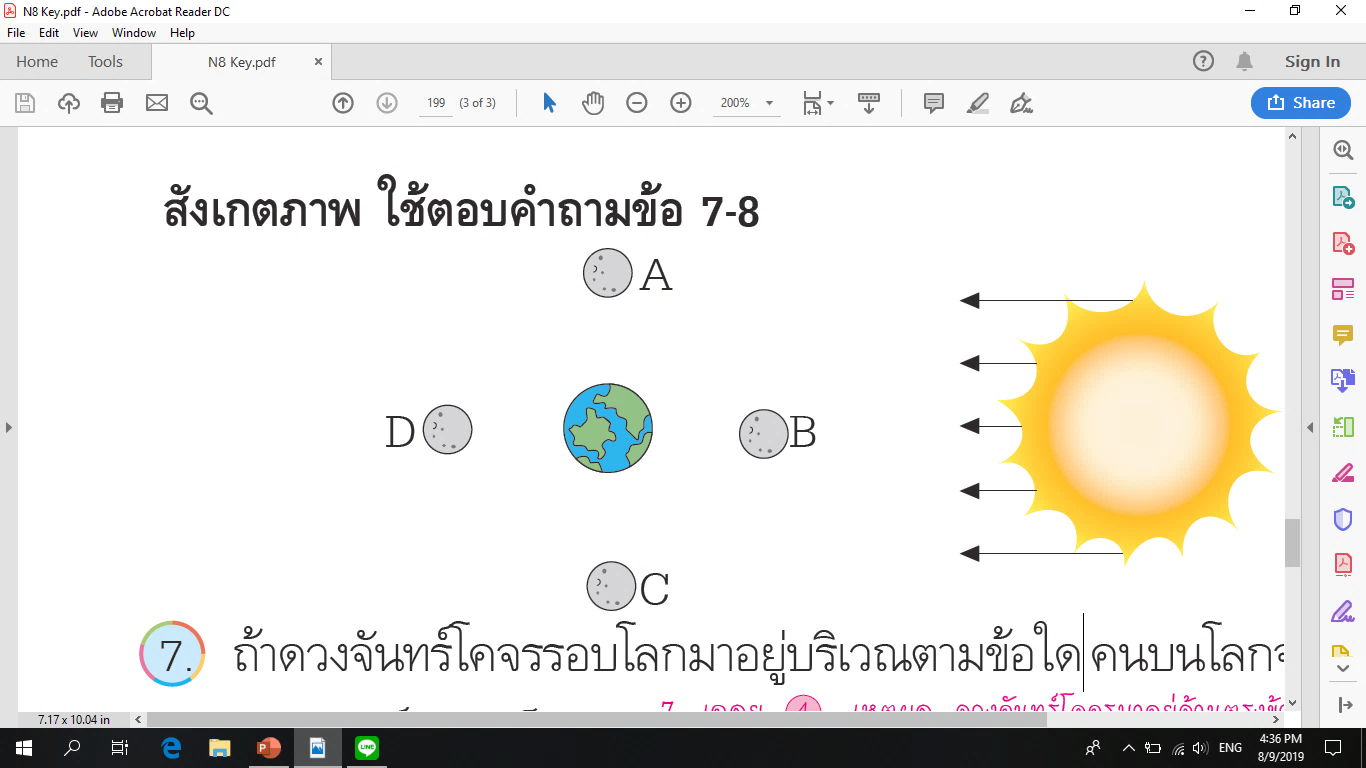 N8 Key.pdf - Adobe Acrobat Reader DC
File Edit View Window Help
Home Tools N8 Key.pdf × Sign In
199 (3 of 3) 200% Share
สังเกตภาพ ใช้ตอบคำถามข้อ 7-8
A
D B
C
7. ถ้าดวงจันทร์โคจรรอบโลกมาอยู่บริเวณตามข้อใด คนบนโลก
7.17 x 10.04 in
4:36 PM
ENG
8/9/2019